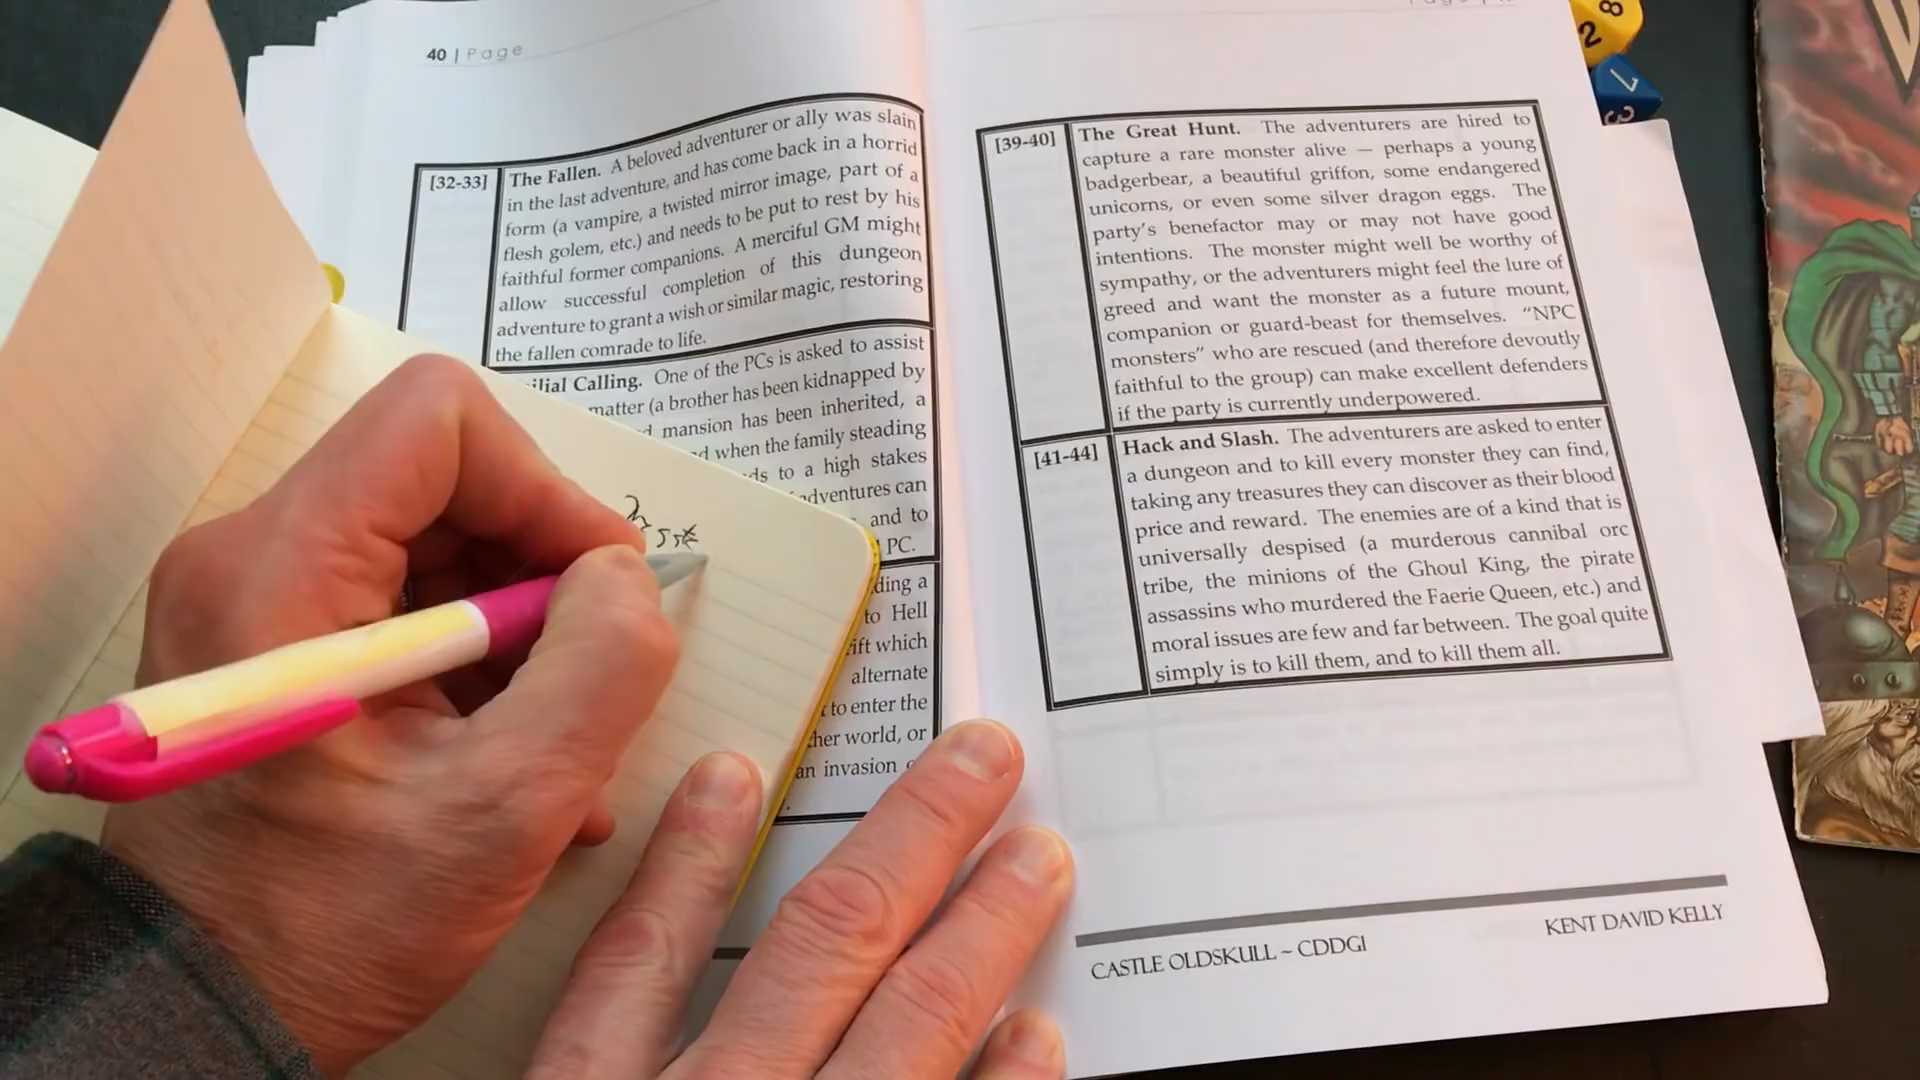 40 | Page
[32-33]
The Fallen. A beloved adventurer or ally was slain
in the last adventure, and has come back in a horrid
form (a vampire, a twisted mirror image, part of a
flesh golem, etc.) and needs to be put to rest by his
faithful former companions. A merciful GM might
allow successful completion of this dungeon
adventure to grant a wish or similar magic, restoring
the fallen comrade to life.
Calling. One of the PCs is asked to assist
matter (a brother has been kidnapped by
mansion has been inherited, a
when the family steading
to a high stakes
adventures can
and to
PC.
a
to Hell
which
alternate
to enter the
world, or
an invasion
[39-40]
The Great Hunt. The adventurers are hired to
capture a rare monster alive — perhaps a young
badgerbear, a beautiful griffon, some endangered
unicorns, or even some silver dragon eggs. The
party's benefactor may or may not have good
intentions. The monster might well be worthy of
sympathy, or the adventurers might feel the lure of
greed and want the monster as a future mount,
companion or guard-beast for themselves. "NPC
monsters" who are rescued (and therefore devoutly
faithful to the group) can make excellent defenders
if the party is currently underpowered.
[41-44]
Hack and Slash. The adventurers are asked to enter
a dungeon and to kill every monster they can find,
taking any treasures they can discover as their blood
price and reward. The enemies are of a kind that is
universally despised (a murderous cannibal orc
tribe, the minions of the Ghoul King, the pirate
assassins who murdered the Faerie Queen, etc.) and
moral issues are few and far between. The goal quite
simply is to kill them, and to kill them all.
CASTLE OLDSKULL ~ CDDGI
KENT DAVID KELLY
8
2
1
3